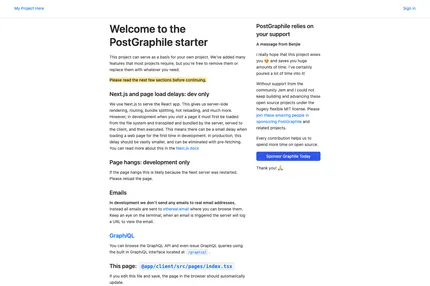 My Project Here
Sign in
Welcome to the
PostGraphile starter
This project can serve as a basis for your own project. We've added many
features that most projects require, but you're free to remove them or
replace them with whatever you need.
Please read the next few sections before continuing.
Next.js and page load delays: dev only
We use Next.js to serve the React app. This gives us server-side
rendering, routing, bundle splitting, hot reloading, and much more.
However, in development when you visit a page it must first be loaded
from the file system and transpiled and bundled by the server, served to
the client, and then executed. This means there can be a small delay when
loading a web page for the first time in development. In production, this
delay should be vastly smaller, and can be eliminated with pre-fetching.
You can read more about this in the Next.js docs
Page hangs: development only
If the page hangs this is likely because the Next server was restarted.
Please reload the page.
Emails
In development we don't send any emails to real email addresses,
instead all emails are sent to ethereal.email where you can browse them.
Keep an eye on the terminal, when an email is triggered the server will
log a URL to view the email.
GraphiQL
You can browse the GraphQL API and even issue GraphQL queries using
the built in GraphiQL interface located at /graphiql
This page: @app/client/src/pages/index.tsx
If you edit this file and save, the page in the browser should automatically
update.
PostGraphile relies on
your support
A message from Benjie
I really hope that this project wows
you 😍 and saves you huge
amounts of time. I've certainly
poured a lot of time into it!
Without support from the
community Jem and I could not
keep building and advancing these
open source projects under the
hugely flexible MIT license. Please
join these amazing people in
sponsoring PostGraphile and
related projects.
Every contribution helps us to
spend more time on open source.
Sponsor Graphile Today
Thank you! 🙏